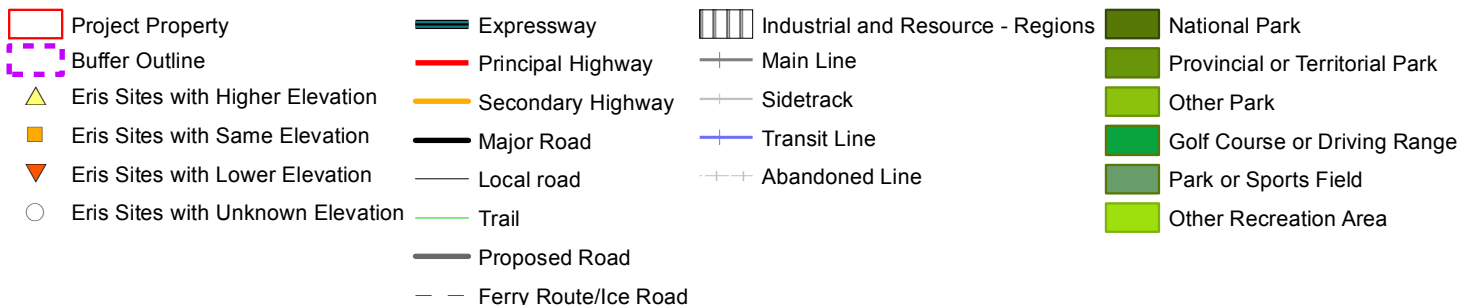 Project Property
Buffer Outline
Eris Sites with Higher Elevation
Eris Sites with Same Elevation
Eris Sites with Lower Elevation
Eris Sites with Unknown Elevation
Expressway
Principal Highway
Secondary Highway
Major Road
Local road
Trail
Proposed Road
Ferry Route/Ice Road
Industrial and Resource - Regions
Main Line
Sidetrack
Transit Line
Abandoned Line
National Park
Provincial or Territorial Park
Other Park
Golf Course or Driving Range
Park or Sports Field
Other Recreation Area